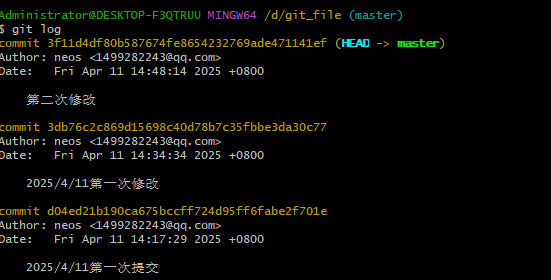 Administrator@DESKTOP-F3QTRUU MINGW64 /d/git_file (master)
$ git log
commit 3f11d4df80b587674fe8654232769ade471141ef (HEAD -> master)
Author: neos <1499282243@qq.com>
Date:   Fri Apr 11 14:48:14 2025 +0800
第二次修改
commit 3db76c2c869d15698c40d78b7c35fbbe3da30c77
Author: neos <1499282243@qq.com>
Date:   Fri Apr 11 14:34:34 2025 +0800
2025/4/11第一次修改
commit d04ed21b190ca675bccff724d95ff6fabe2f701e
Author: neos <1499282243@qq.com>
Date:   Fri Apr 11 14:17:29 2025 +0800
2025/4/11第一次提交